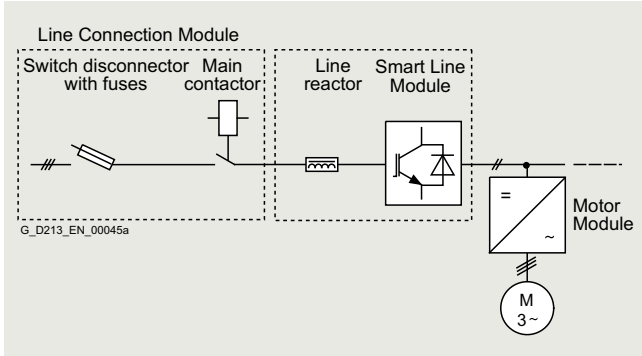 Line Connection Module
Switch disconnector
with fuses
Main
contactor
Line
reactor
Smart Line
Module
G_D213_EN_00045a
=
~
Motor
Module
M
3~